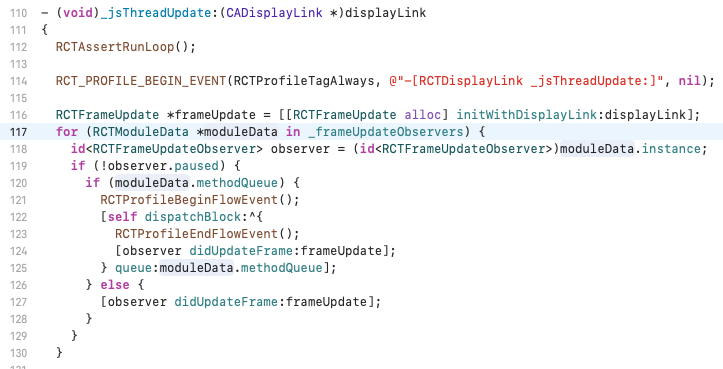 110 - (void)_jsThreadUpdate:(CADisplayLink *)displayLink
111 {
112   RCTAssertRunLoop();
113
114   RCT_PROFILE_BEGIN_EVENT(RCTProfileTagAlways, @"-[RCTDisplayLink _jsThreadUpdate:]", nil);
115
116   RCTFrameUpdate *frameUpdate = [[RCTFrameUpdate alloc] initWithDisplayLink:displayLink];
117   for (RCTModuleData *moduleData in _frameUpdateObservers) {
118     id<RCTFrameUpdateObserver> observer = (id<RCTFrameUpdateObserver>)moduleData.instance;
119     if (!observer.paused) {
120       if (moduleData.methodQueue) {
121         RCTProfileBeginFlowEvent();
122         [self dispatchBlock:^{
123           RCTProfileEndFlowEvent();
124           [observer didUpdateFrame:frameUpdate];
125         } queue:moduleData.methodQueue];
126       } else {
127         [observer didUpdateFrame:frameUpdate];
128       }
129     }
130   }